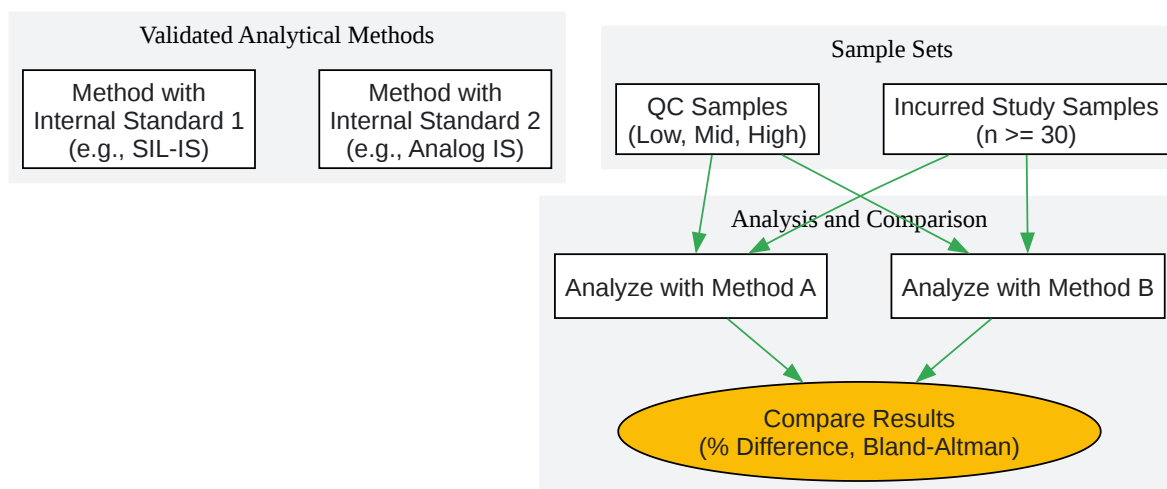 Validated Analytical Methods
Method with
Internal Standard 1
(e.g., SIL-IS)
Method with
Internal Standard 2
(e.g., Analog IS)
Sample Sets
QC Samples
(Low, Mid, High)
Incurred Study Samples
(n >= 30)
Analysis and Comparison
Analyze with Method A
Analyze with Method B
Compare Results
(% Difference, Bland-Altman)